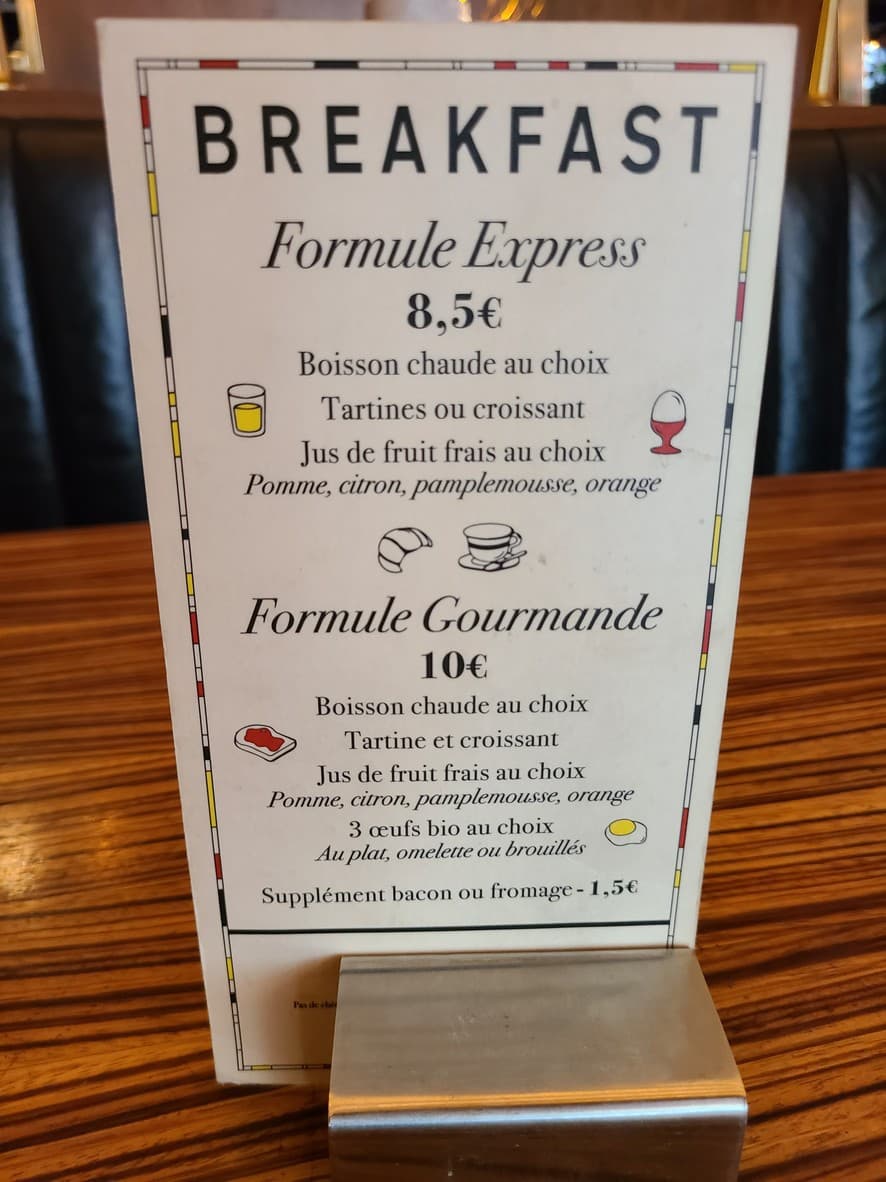 BREAKFAST
Formule Express
8,5€
Boisson chaude au choix
Tartines ou croissant
Jus de fruit frais au choix
Pomme, citron, pamplemousse, orange
Formule Gourmande
10€
Boisson chaude au choix
Tartine et croissant
Jus de fruit frais au choix
Pomme, citron, pamplemousse, orange
3 œufs bio au choix
Au plat, omelette ou brouillés
Supplément bacon ou fromage - 1,5€
Pas de